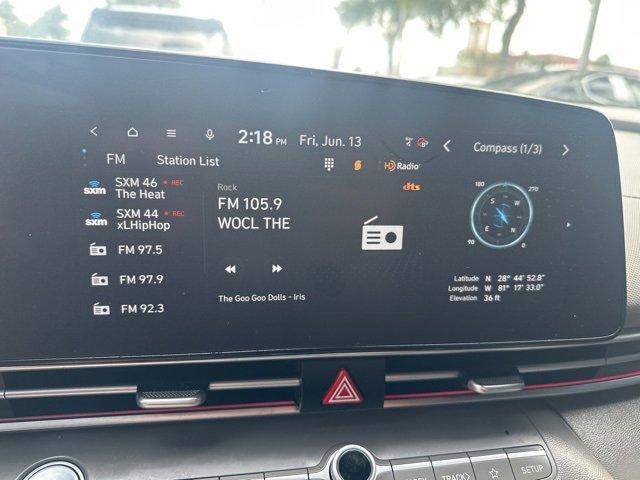 2:18 PM Fri, Jun. 13
FM Station List
HD Radio
dts
sxm SXM 46 REC
The Heat
sxm SXM 44 REC
xLHipHop
FM 97.5
FM 97.9
FM 92.3
Rock
FM 105.9
WOCL THE
The Goo Goo Dolls - Iris
Compass (1/3)
180 270
S W
E N
90 0
Latitude N 28° 44' 52.8"
Longitude W 81° 17' 33.0"
Elevation 36 ft
TRACK
SETUP